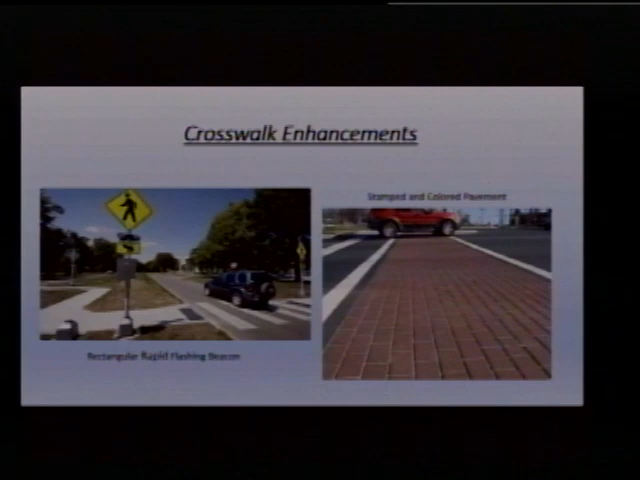 Crosswalk Enhancements
Stamped and Colored Pavement
Rectangular Rapid Flashing Beacon